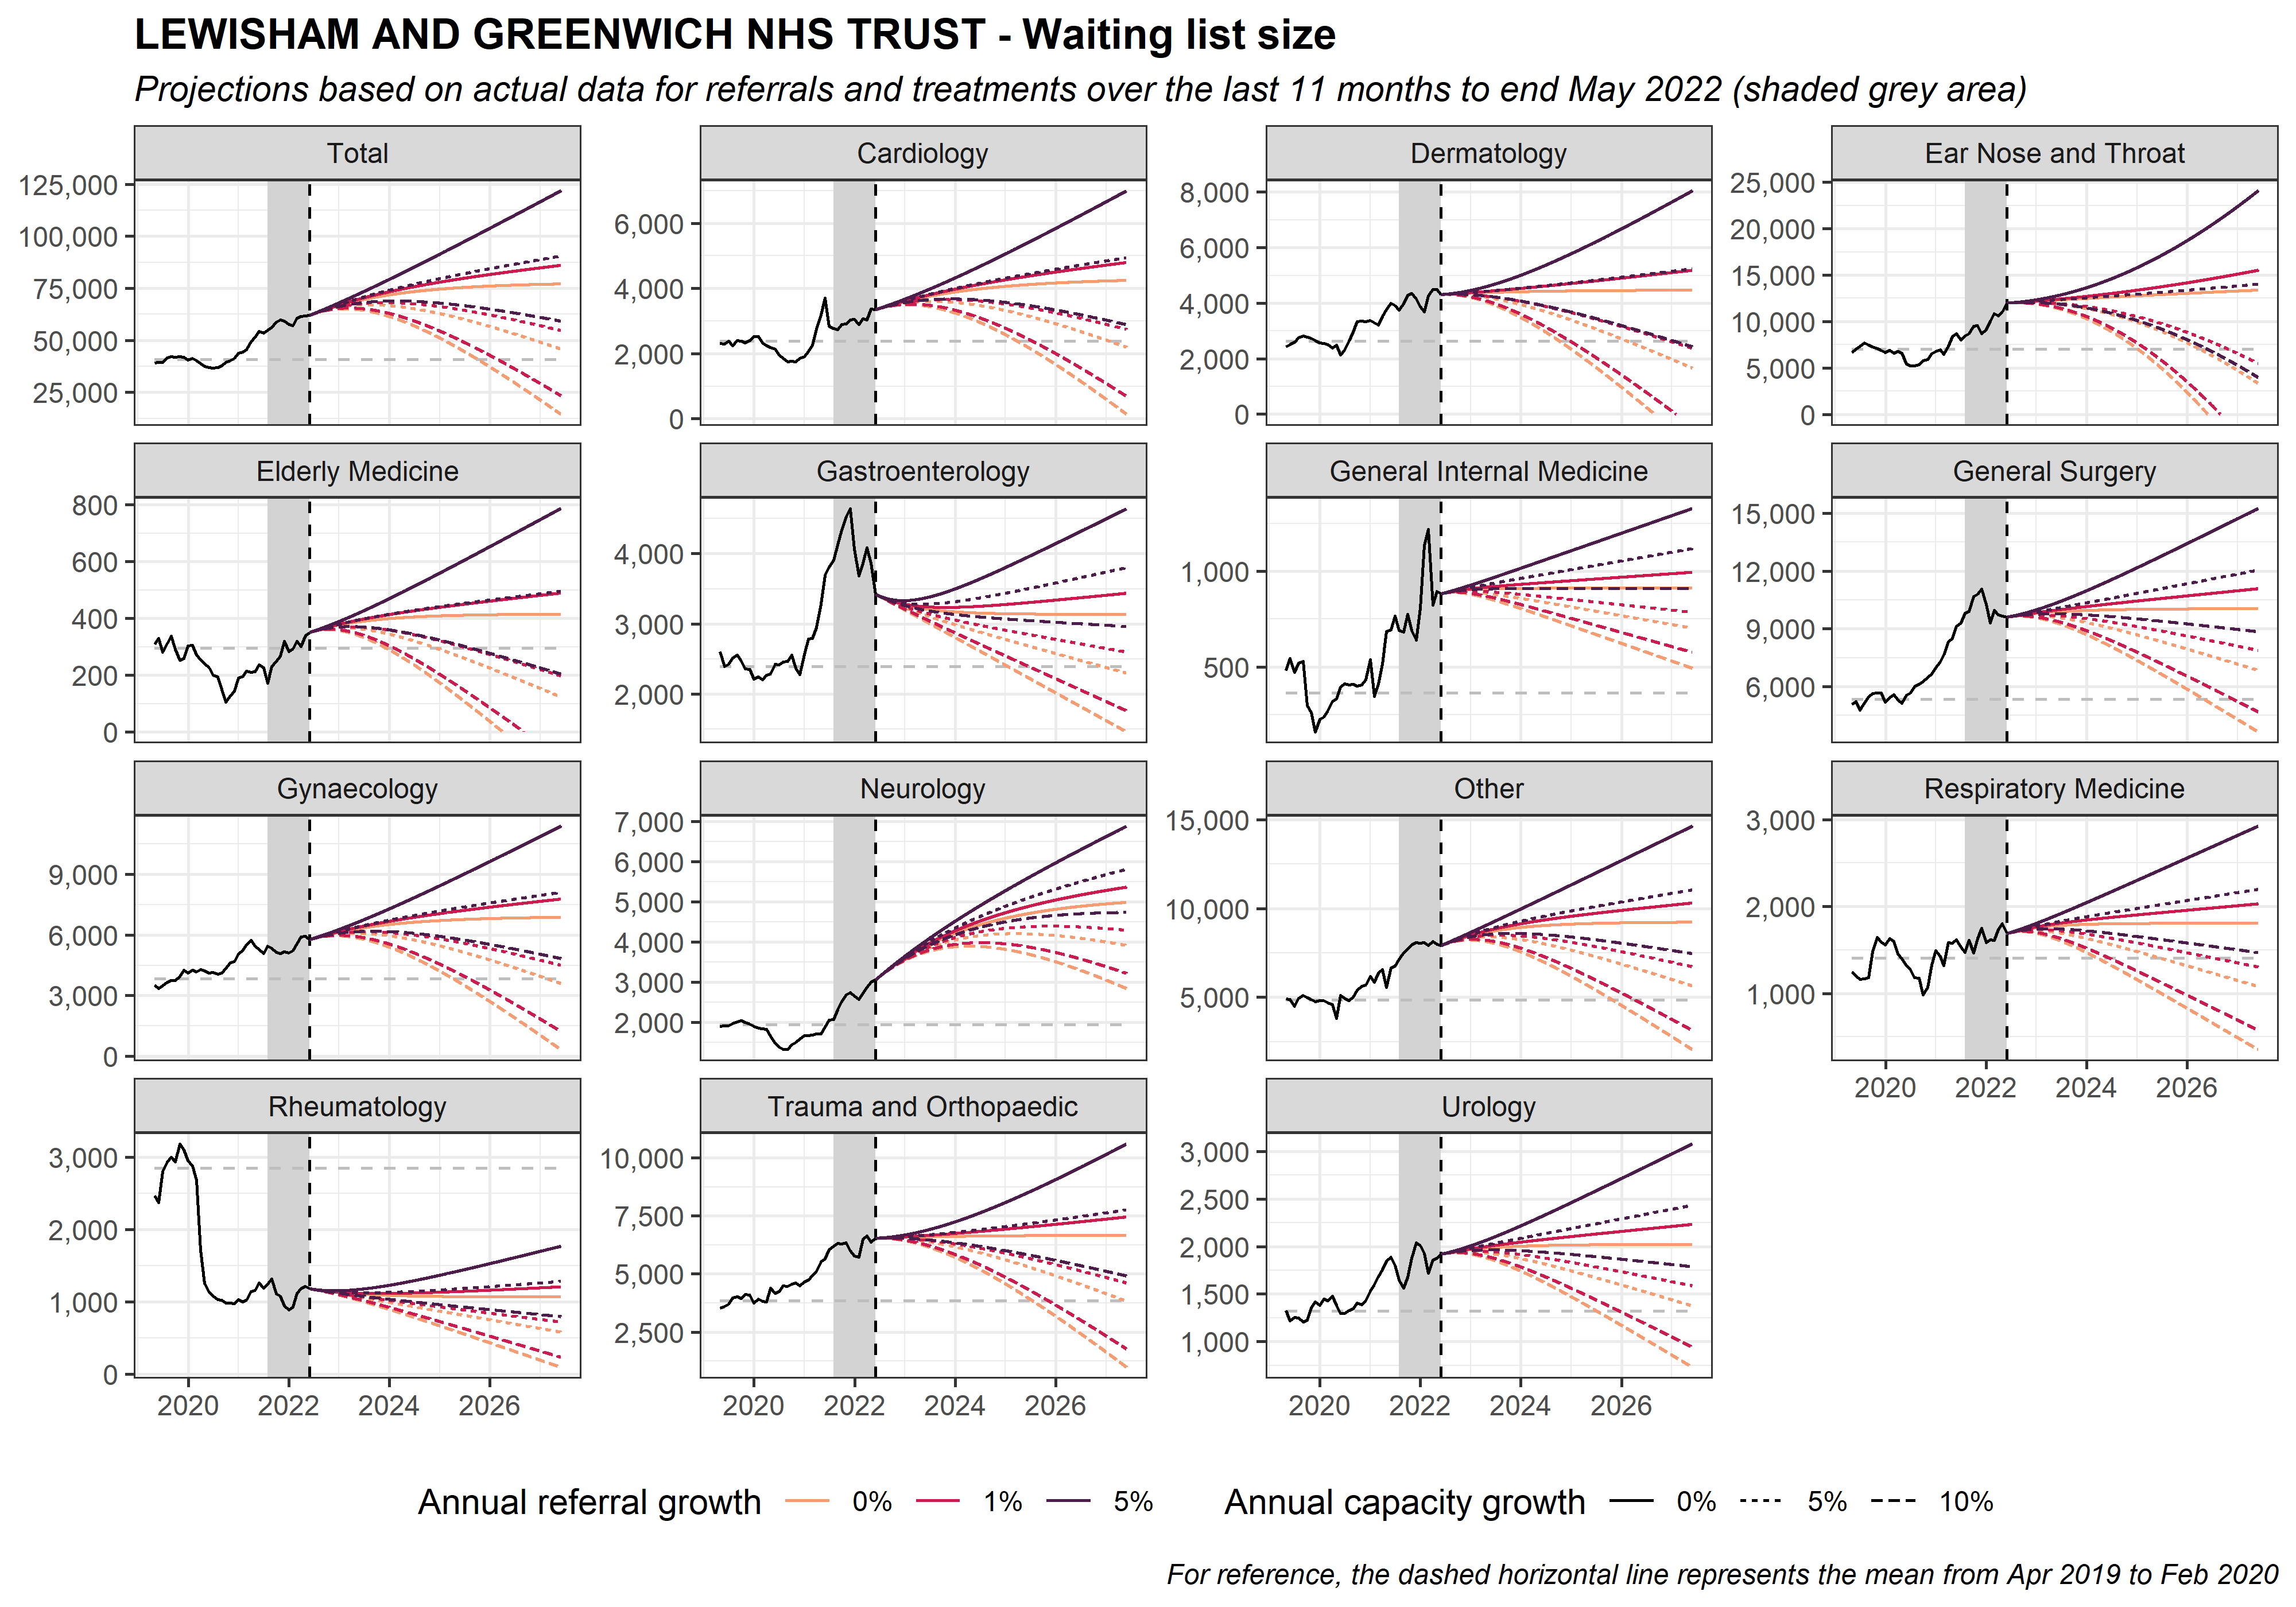 LEWISHAM AND GREENWICH NHS TRUST - Waiting list size
Projections based on actual data for referrals and treatments over the last 11 months to end May 2022 (shaded grey area)
Total
125,000
100,000
75,000
50,000
25,000
Cardiology
6,000
4,000
2,000
0
Dermatology
8,000
6,000
4,000
2,000
0
Ear Nose and Throat
25,000
20,000
15,000
10,000
5,000
0
Elderly Medicine
800
600
400
200
0
Gastroenterology
4,000
3,000
2,000
General Internal Medicine
1,000
500
General Surgery
15,000
12,000
9,000
6,000
Gynaecology
9,000
6,000
3,000
0
Neurology
7,000
6,000
5,000
4,000
3,000
2,000
Other
15,000
10,000
5,000
Respiratory Medicine
3,000
2,000
1,000
2020 2022 2024 2026
Rheumatology
3,000
2,000
1,000
0
2020 2022 2024 2026
Trauma and Orthopaedic
10,000
7,500
5,000
2,500
2020 2022 2024 2026
Urology
3,000
2,500
2,000
1,500
1,000
2020 2022 2024 2026
Annual referral growth 0% 1% 5% Annual capacity growth 0% 5% 10%
For reference, the dashed horizontal line represents the mean from Apr 2019 to Feb 2020